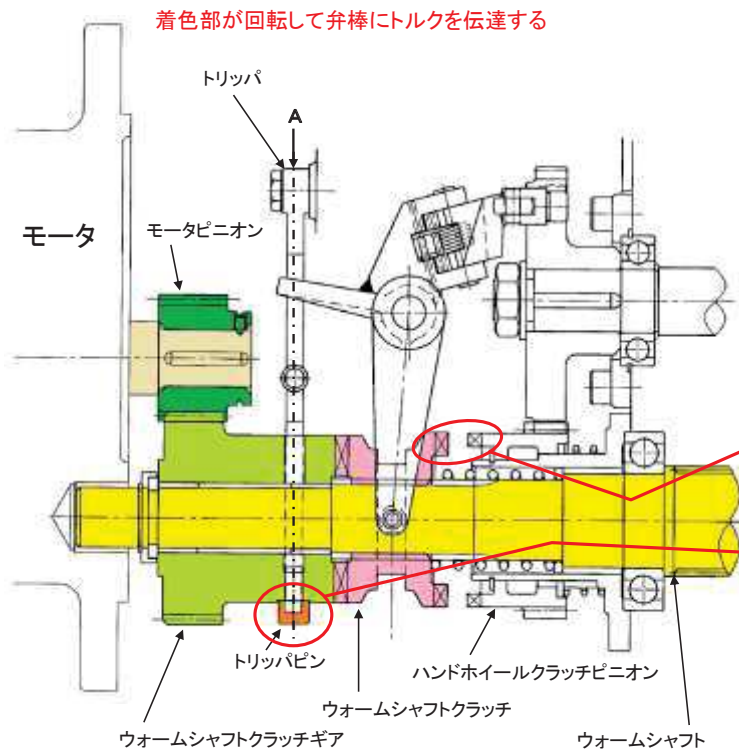 着色部が回転して弁棒にトルクを伝達する
トリッパ
A
モータ
モータピニオン
トリッパピン
ハンドホイールクラッチピニオン
ウォームシャフトクラッチ
ウォームシャフトクラッチギア
ウォームシャフト